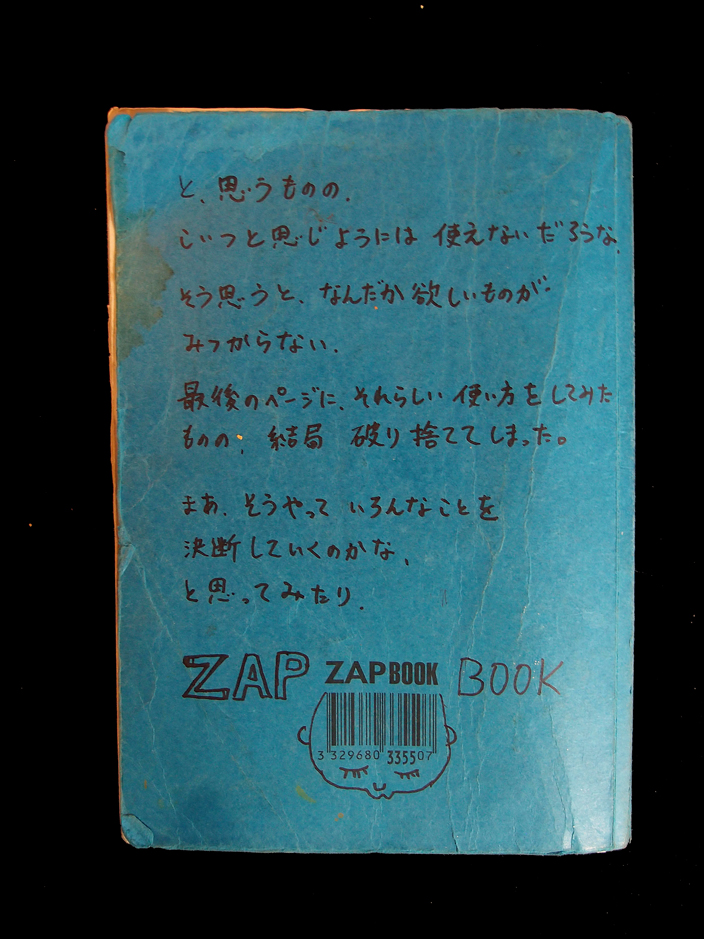 と、思うものの、
じっと思じようには 使えないだろうな、
そう思うと、なんだか欲しいものが
みつからない、
最後のページに、それらしい使い方をしてみた
ものの、結局 破り捨ててしまった。
まあ、そうやって いろんなことを
決断していくのかな、
と思ってみたり、
ZAP ZAPBOOK BOOK
3 329680 335507